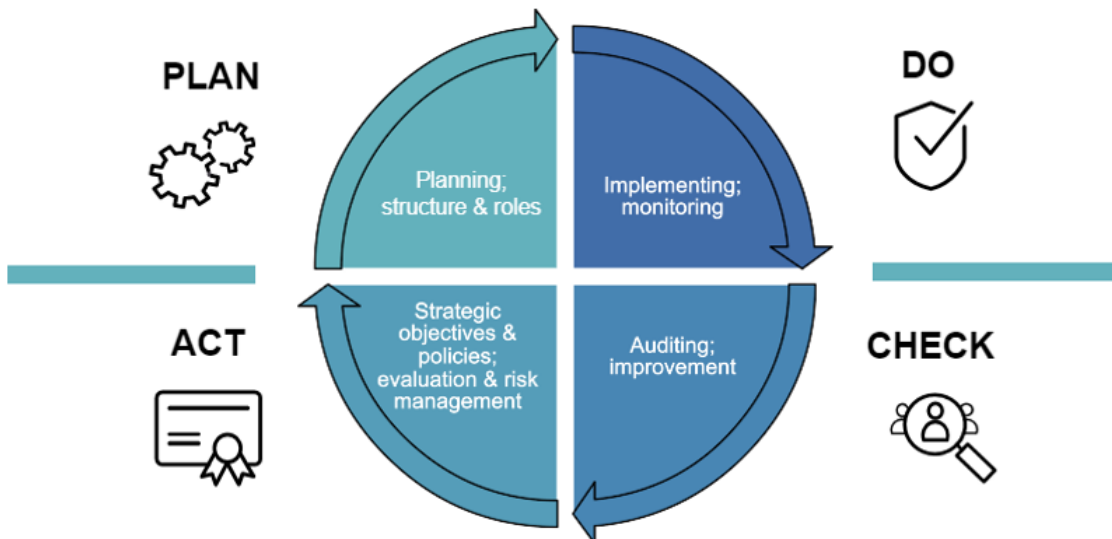 PLAN
Planning;
structure & roles
DO
Implementing;
monitoring
ACT
Strategic
objectives &
policies;
evaluation & risk
management
CHECK
Auditing;
improvement